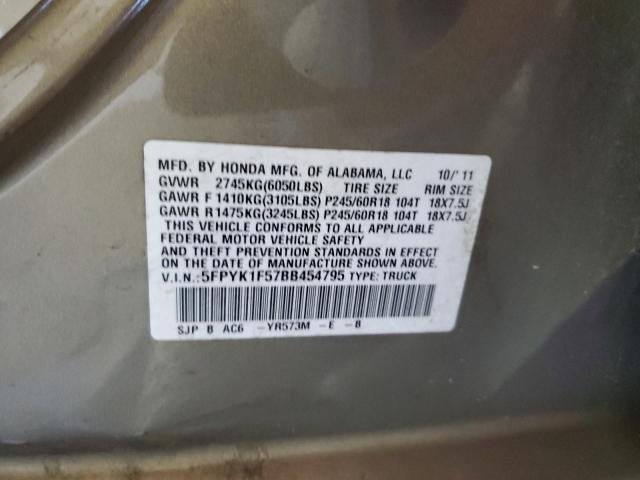 MFD. BY HONDA MFG. OF ALABAMA, LLC 10/'11
GVWR 2745KG(6050LBS) TIRE SIZE RIM SIZE
GAWR F 1410KG(3105LBS) P245/60R18 104T 18X7.5J
GAWR R 1475KG(3245LBS) P245/60R18 104T 18X7.5J
THIS VEHICLE CONFORMS TO ALL APPLICABLE
FEDERAL MOTOR VEHICLE SAFETY
AND THEFT PREVENTION STANDARDS IN EFFECT
ON THE DATE OF MANUFACTURE SHOWN ABOVE.
V.I.N.:5FPYK1F57BB454795 TYPE: TRUCK
SJP B AC6 -YR573M -E -B